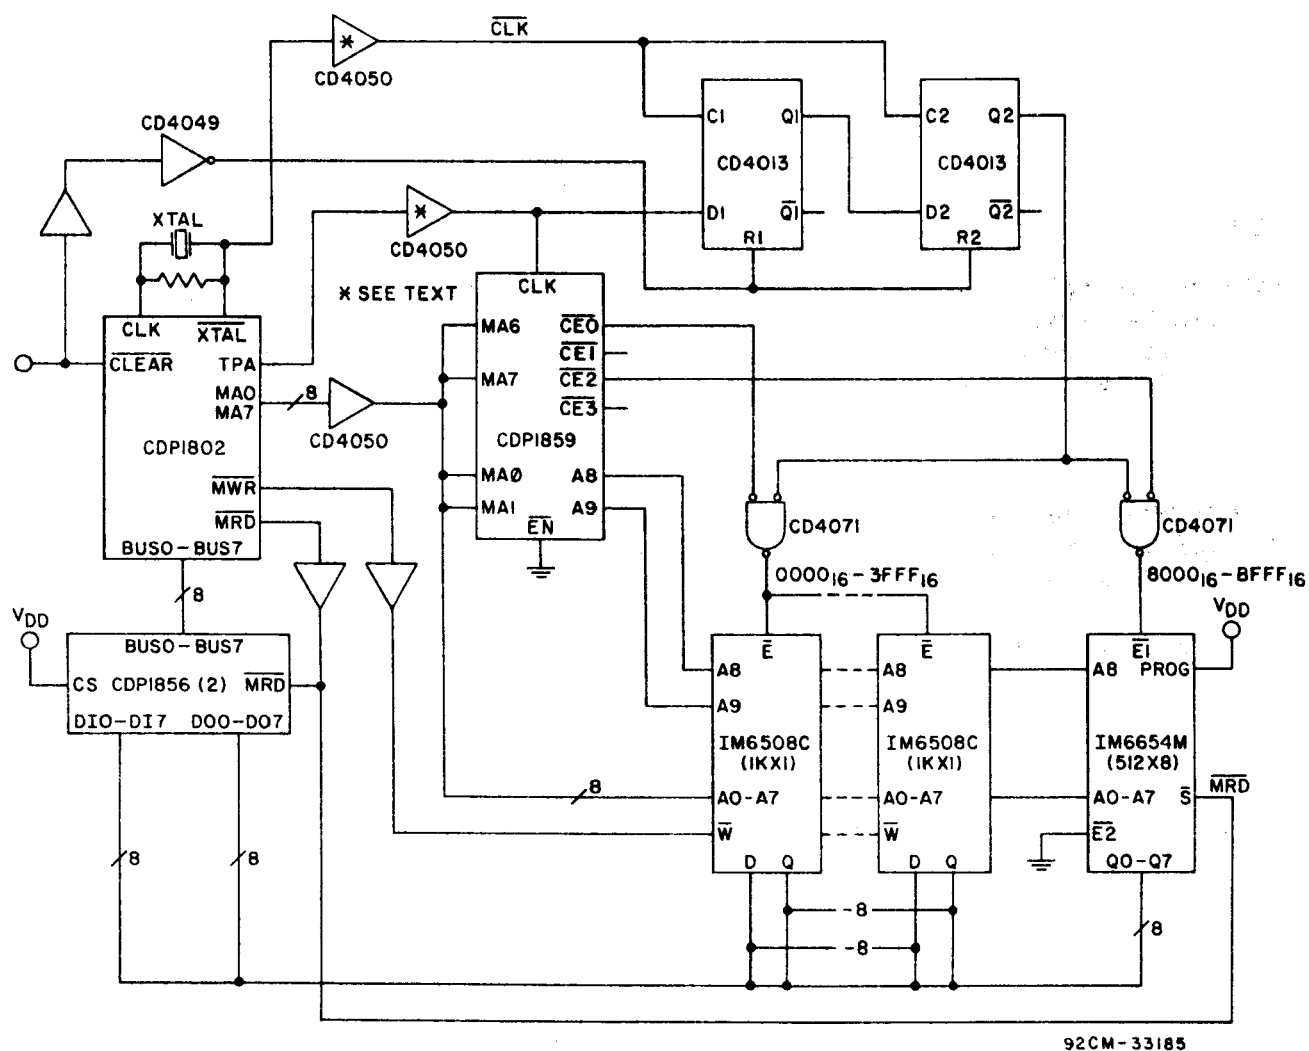 CLK
CD4050
CD4049
C1 Q1
CD4013
D1 Q1
R1
C2 Q2
CD4013
D2 Q2
R2
XTAL
CD4050
* SEE TEXT
CLK XTAL
CLEAR TPA
MA0
MA7
CDP1802
MWR
MRD
BUS0-BUS7
8
CD4050
CLK
MA6 CE0
CE1
MA7 CE2
CE3
CDP1859
MA0 A8
MA1 A9
EN
CD4071
CD4071
0000₁₆-3FFF₁₆
8000₁₆-BFFF₁₆
8
VDD
BUS0-BUS7
CS CDP1856 (2) MRD
DI0-DI7 DO0-DO7
8
8
E
A8
A9
IM6508C
(1KX1)
A0-A7
W
D Q
8
E
A8
A9
IM6508C
(1KX1)
A0-A7
W
D Q
8
8
VDD
E1
A8 PROG
IM6654M
(512X8)
A0-A7 S
MRD
E2
Q0-Q7
8
92CM-33185